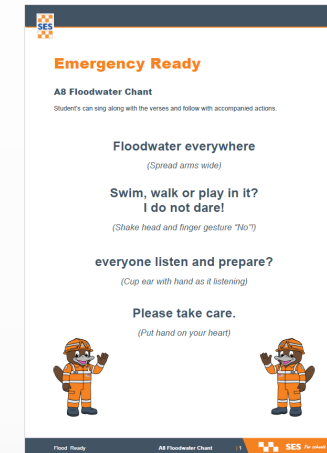 SES
Emergency Ready
A8 Floodwater Chant
Student's can sing along with the verses and follow with accompanied actions.
Floodwater everywhere
(Spread arms wide)
Swim, walk or play in it?
I do not dare!
(Shake head and finger gesture "No"!)
everyone listen and prepare?
(Cup ear with hand as it listening)
Please take care.
(Put hand on your heart)
Flood Ready
A8 Floodwater Chant
| 1
SES For schools